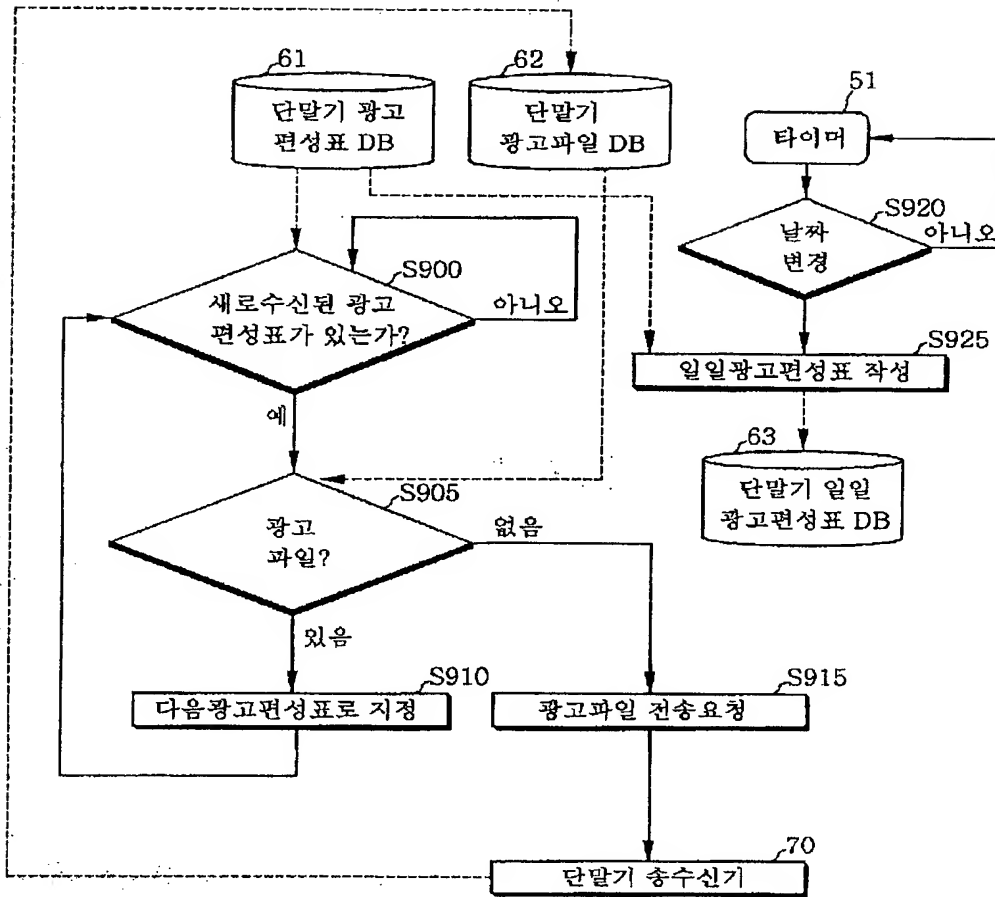 61
단말기 광고
편성표 DB
62
단말기
광고파일 DB
51
타이머
S920
날짜
변경
아니오
S900
새로수신된 광고
편성표가 있는가?
아니오
예
S925
일일광고편성표 작성
63
단말기 일일
광고편성표 DB
S905
광고
파일?
없음
있음
S910
다음광고편성표로 지정
S915
광고파일 전송요청
70
단말기 송수신기